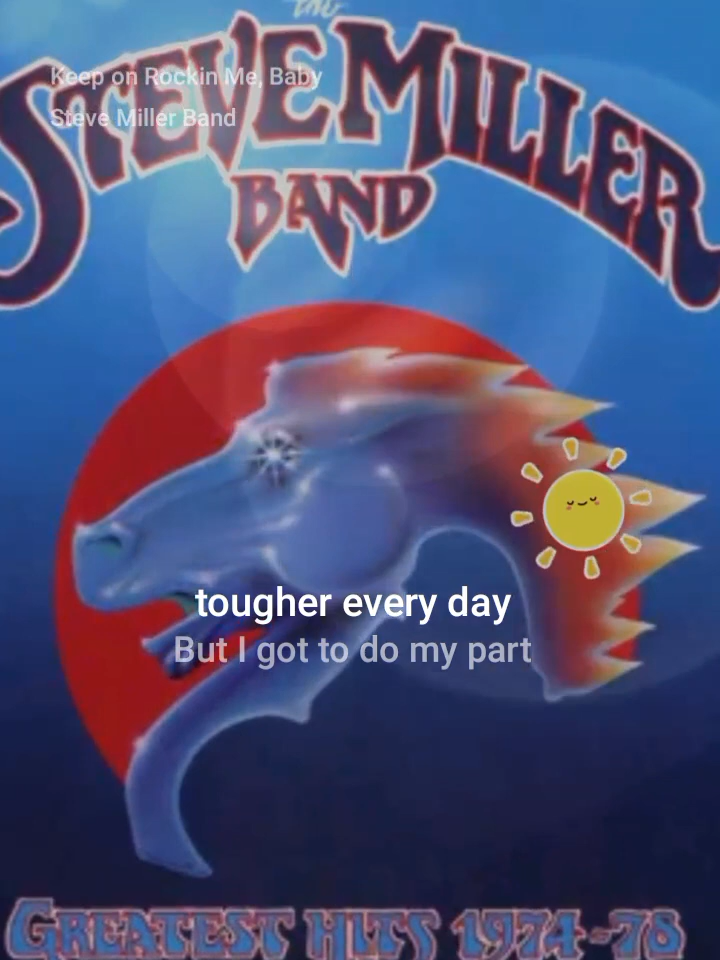 the
STEVE MILLER
BAND
Keep on Rockin Me, Baby
Steve Miller Band
tougher every day
But I got to do my part
GREATEST HITS 1974-78